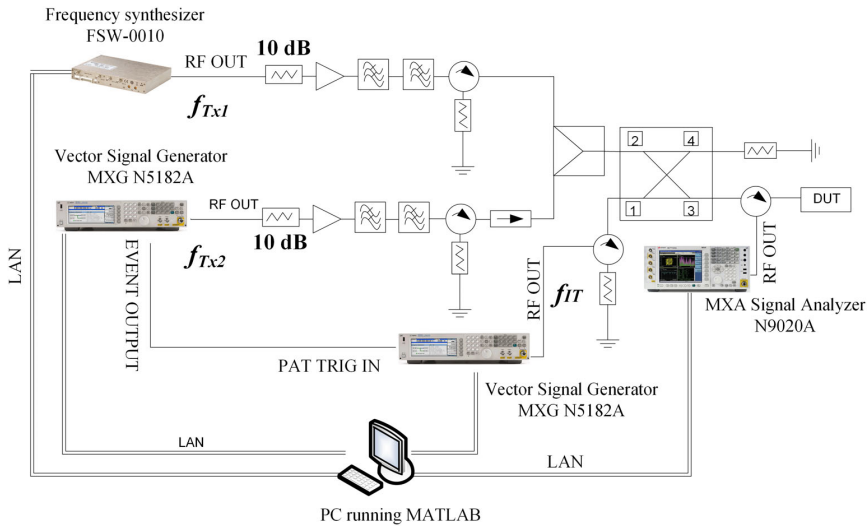 Frequency synthesizer
FSW-0010
RF OUT
10 dB
fTx1
Vector Signal Generator
MXG N5182A
RF OUT
10 dB
fTx2
LAN
EVENT OUTPUT
PAT TRIG IN
RF OUT
fIT
2
4
1
3
DUT
RF OUT
MXA Signal Analyzer
N9020A
Vector Signal Generator
MXG N5182A
LAN
LAN
PC running MATLAB